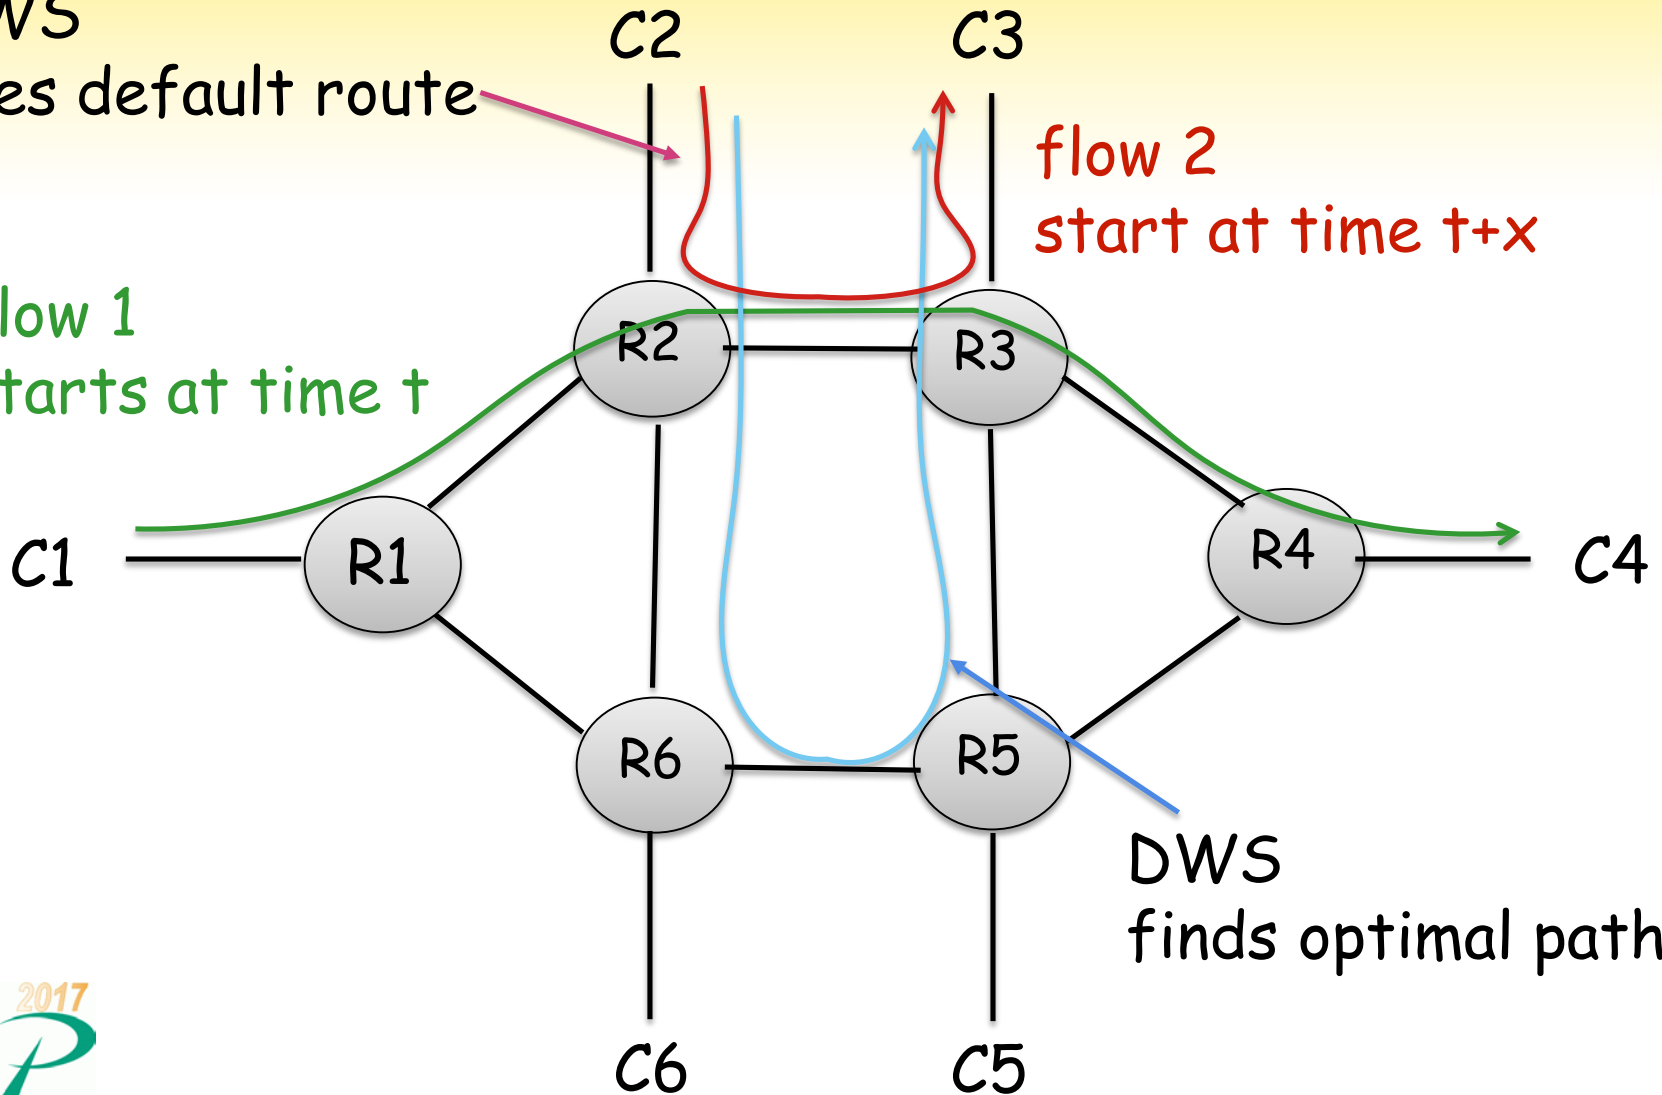 WS
es default route
C2
C3
flow 2
start at time t+x
low 1
tarts at time t
R2
R3
C1
R1
R4
C4
R6
R5
DWS
finds optimal path
2017
C6
C5